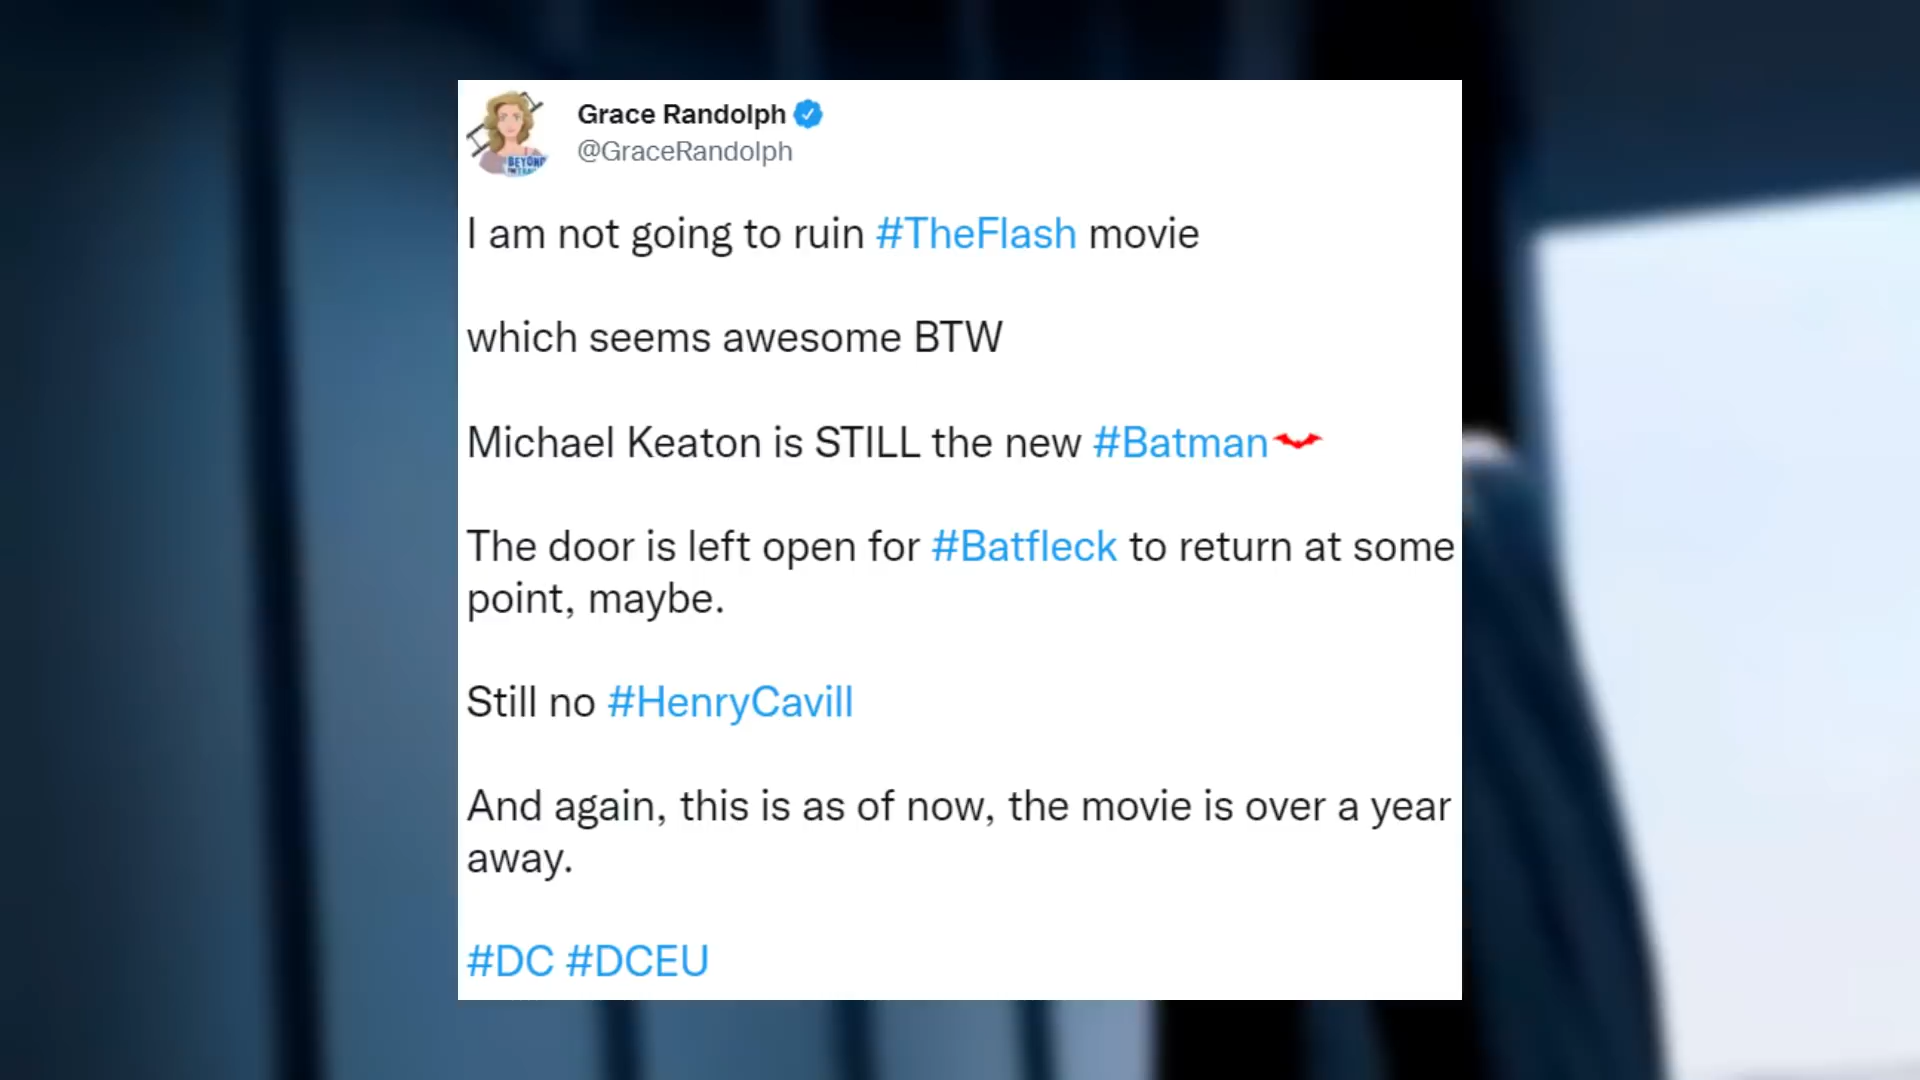 Grace Randolph
@GraceRandolph
BEYOND
I am not going to ruin #TheFlash movie
which seems awesome BTW
Michael Keaton is STILL the new #Batman
The door is left open for #Batfleck to return at some
point, maybe.
Still no #HenryCavill
And again, this is as of now, the movie is over a year
away.
#DC #DCEU